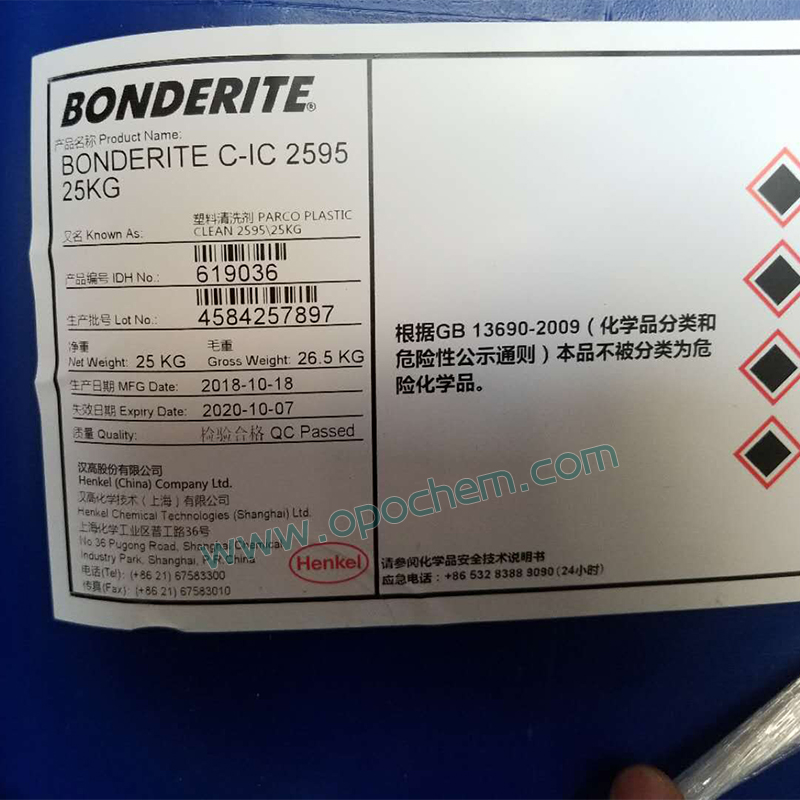 BONDERITE®
产品名称 Product Name:
BONDERITE C-IC 2595
25KG
塑料清洗剂 PARCO PLASTIC
又名 Known As: CLEAN 2595\25KG
产品编号 IDH No.: 619036
生产批号 Lot No.: 4584257897
净重 毛重
Net Weight: 25 KG Gross Weight: 26.5 KG
生产日期 MFG Date: 2018-10-18
失效日期 Expiry Date: 2020-10-07
质量 Quality: 检验合格 QC Passed
汉高股份有限公司
Henkel (China) Company Ltd.
汉高化学技术（上海）有限公司
Henkel Chemical Technologies (Shanghai) Ltd.
上海化学工业区普工路36号
No.36 Pugong Road, Shanghai Chemical
Industry Park, Shanghai, P.R.China
电话(Tel): (+86 21) 67583300
传真(Fax): (+86 21) 67583010
Henkel
根据GB 13690-2009（化学品分类和
危险性公示通则）本品不被分类为危
险化学品。
请参阅化学品安全技术说明书
应急电话：+86 532 8388 9090 (24小时)
www.opochem.com